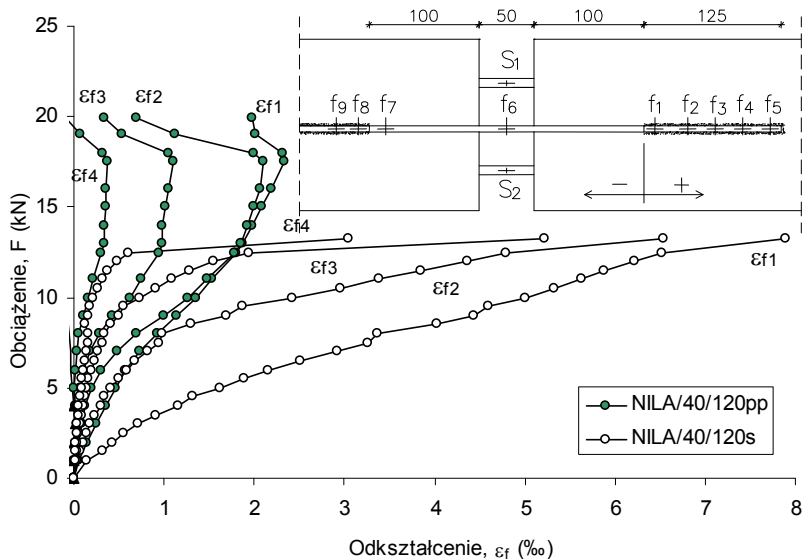 25
20
15
10
5
0
Obciążenie, F (kN)
0 1 2 3 4 5 6 7 8
Odkształcenie, εf (‰)
100 50 100 125
S1
f9 f8 f7 f6 f1 f2 f3 f4 f5
S2
− +
εf3 εf2 εf1
εf4
εf4
εf3
εf2
εf1
NILA/40/120pp
NILA/40/120s